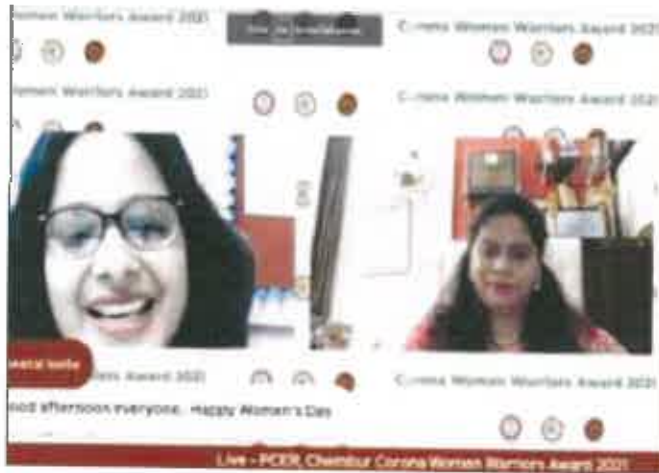 Women Warriors Award 2021
Corona Women Warriors Award 2021
Women Warriors Award 2021
Corona Women Warriors Award 2021
Award 2021
Corona Women Warriors Award 2021
ood afternoon everyone. Happy Women's Day
Live - PCER, Chembur Corona Women Warriors Award 2021